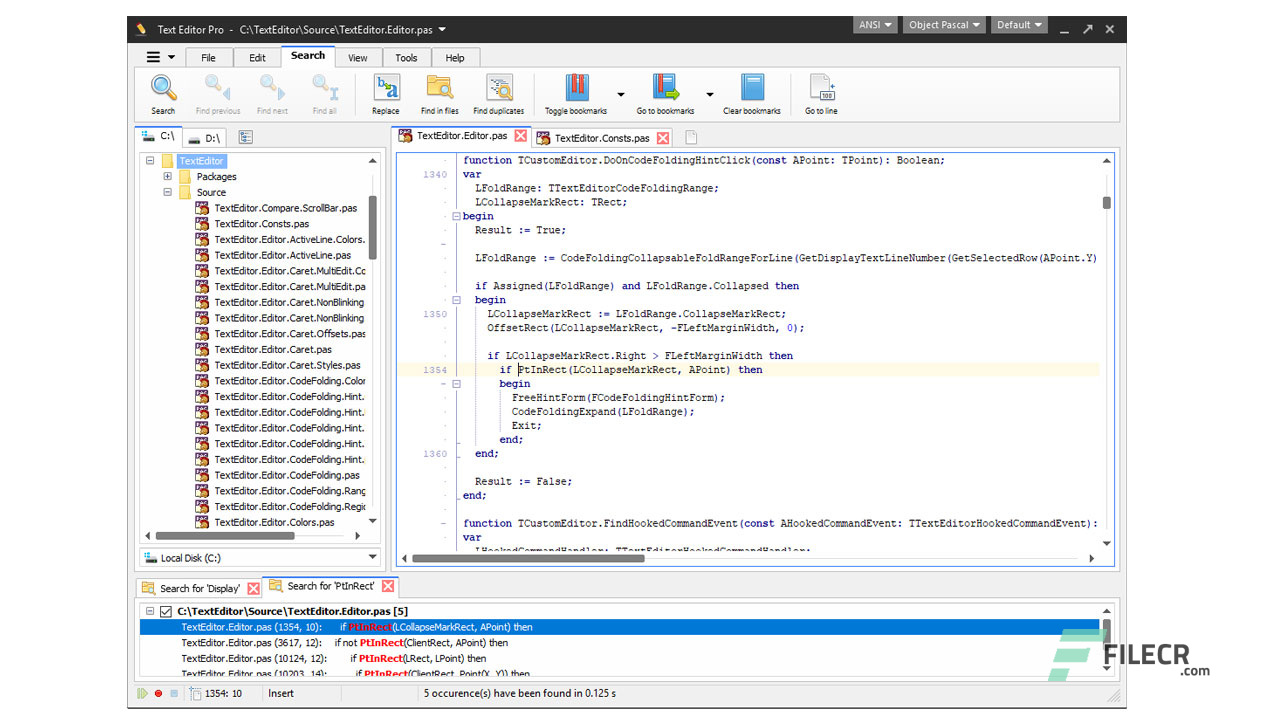 Text Editor Pro - C:\TextEditor\Source\TextEditor.Editor.pas
ANSI Object Pascal Default
File Edit Search View Tools Help
Search Find previous Find next Find all Replace Find in files Find duplicates Toggle bookmarks Go to bookmarks Clear bookmarks Go to line
C:\ D:\
TextEditor
Packages
Source
TextEditor.Compare.ScrollBar.pas
TextEditor.Consts.pas
TextEditor.Editor.ActiveLine.Colors.
TextEditor.Editor.ActiveLine.pas
TextEditor.Editor.Caret.MultiEdit.Cc
TextEditor.Editor.Caret.MultiEdit.pa
TextEditor.Editor.Caret.NonBlinking
TextEditor.Editor.Caret.NonBlinking
TextEditor.Editor.Caret.Offsets.pas
TextEditor.Editor.Caret.pas
TextEditor.Editor.Caret.Styles.pas
TextEditor.Editor.CodeFolding.Color
TextEditor.Editor.CodeFolding.Hint.
TextEditor.Editor.CodeFolding.Hint.
TextEditor.Editor.CodeFolding.Hint.
TextEditor.Editor.CodeFolding.Hint.
TextEditor.Editor.CodeFolding.Hint.
TextEditor.Editor.CodeFolding.pas
TextEditor.Editor.CodeFolding.Rang
TextEditor.Editor.CodeFolding.Regic
TextEditor.Editor.Colors.pas
Local Disk (C:)
TextEditor.Editor.pas TextEditor.Consts.pas
function TCustomEditor.DoOnCodeFoldingHintClick(const APoint: TPoint): Boolean;
1340 var
LFoldRange: TTextEditorCodeFoldingRange;
LCollapseMarkRect: TRect;
begin
Result := True;
LFoldRange := CodeFoldingCollapsableFoldRangeForLine(GetDisplayTextLineNumber(GetSelectedRow(APoint.Y)
if Assigned(LFoldRange) and LFoldRange.Collapsed then
begin
1350 LCollapseMarkRect := LFoldRange.CollapseMarkRect;
OffsetRect(LCollapseMarkRect, -FLeftMarginWidth, 0);
if LCollapseMarkRect.Right > FLeftMarginWidth then
1354 if PtInRect(LCollapseMarkRect, APoint) then
begin
FreeHintForm(FCodeFoldingHintForm);
CodeFoldingExpand(LFoldRange);
Exit;
end;
1360 end;
Result := False;
end;
function TCustomEditor.FindHookedCommandEvent(const AHookedCommandEvent: TTextEditorHookedCommandEvent):
var
LHookedCommandHandler: TTextEditorHookedCommandHandler;
Search for 'Display' Search for 'PtInRect'
C:\TextEditor\Source\TextEditor.Editor.pas [5]
TextEditor.Editor.pas (1354, 10): if PtInRect(LCollapseMarkRect, APoint) then
TextEditor.Editor.pas (3617, 12): if not PtInRect(ClientRect, APoint) then
TextEditor.Editor.pas (10124, 12): if PtInRect(LRect, LPoint) then
TextEditor.Editor.pas (10203, 14): if PtInRect(ClientRect, Point(X, Y)) then
1354: 10 Insert 5 occurence(s) have been found in 0.125 s
FILECR
.com